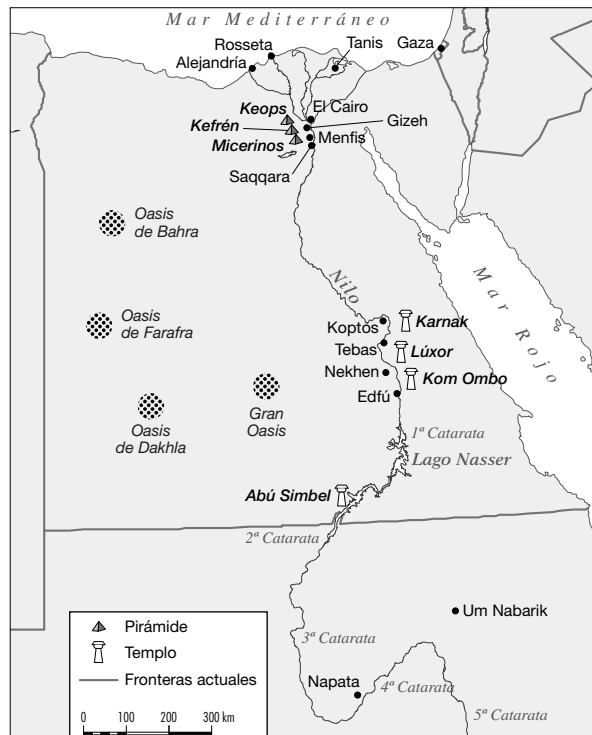 Mar Mediterráneo
Rosseta
Tanis
Gaza
Alejandría
Keops
El Cairo
Kefrén
Gizeh
Micerinos
Menfis
Saqqara
Oasis
de Bahra
Nilo
Mar Rojo
Oasis
de Farafra
Koptos
Karnak
Tebas
Lúxor
Nekhen
Kom Ombo
Edfú
Gran
Oasis
Oasis
de Dakhla
1ª Catarata
Lago Nasser
Abú Simbel
2ª Catarata
Um Nabarik
Pirámide
Templo
Fronteras actuales
0 100 200 300 km
3ª Catarata
Napata
4ª Catarata
5ª Catarata